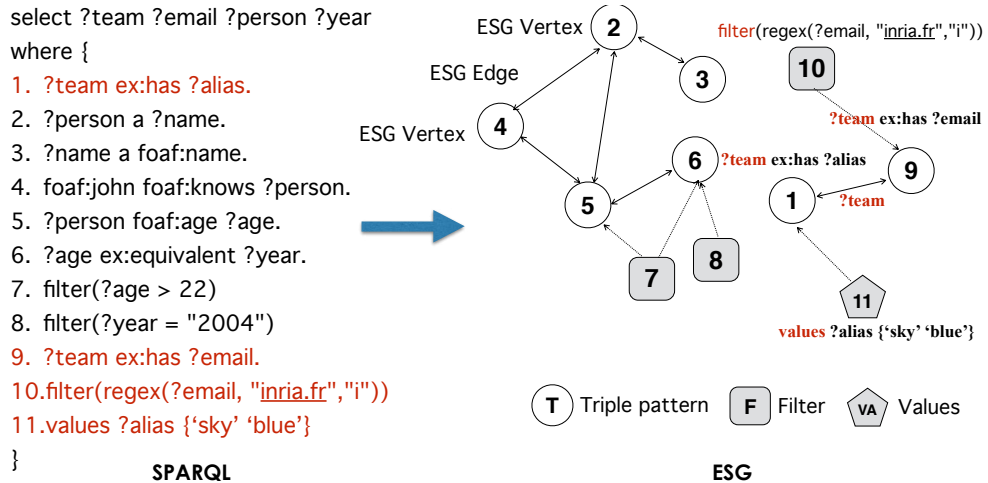 select ?team ?email ?person ?year
where {
1. ?team ex:has ?alias.
2. ?person a ?name.
3. ?name a foaf:name.
4. foaf:john foaf:knows ?person.
5. ?person foaf:age ?age.
6. ?age ex:equivalent ?year.
7. filter(?age > 22)
8. filter(?year = "2004")
9. ?team ex:has ?email.
10.filter(regex(?email, "inria.fr","i"))
11.values ?alias {‘sky’ ‘blue’}
}
SPARQL
ESG Vertex
2
ESG Edge
3
ESG Vertex
4
5
6
?team ex:has ?alias
7
8
filter(regex(?email, "inria.fr","i"))
10
?team ex:has ?email
9
1
?team
11
values ?alias {‘sky’ ‘blue’}
T Triple pattern
F Filter
VA Values
ESG